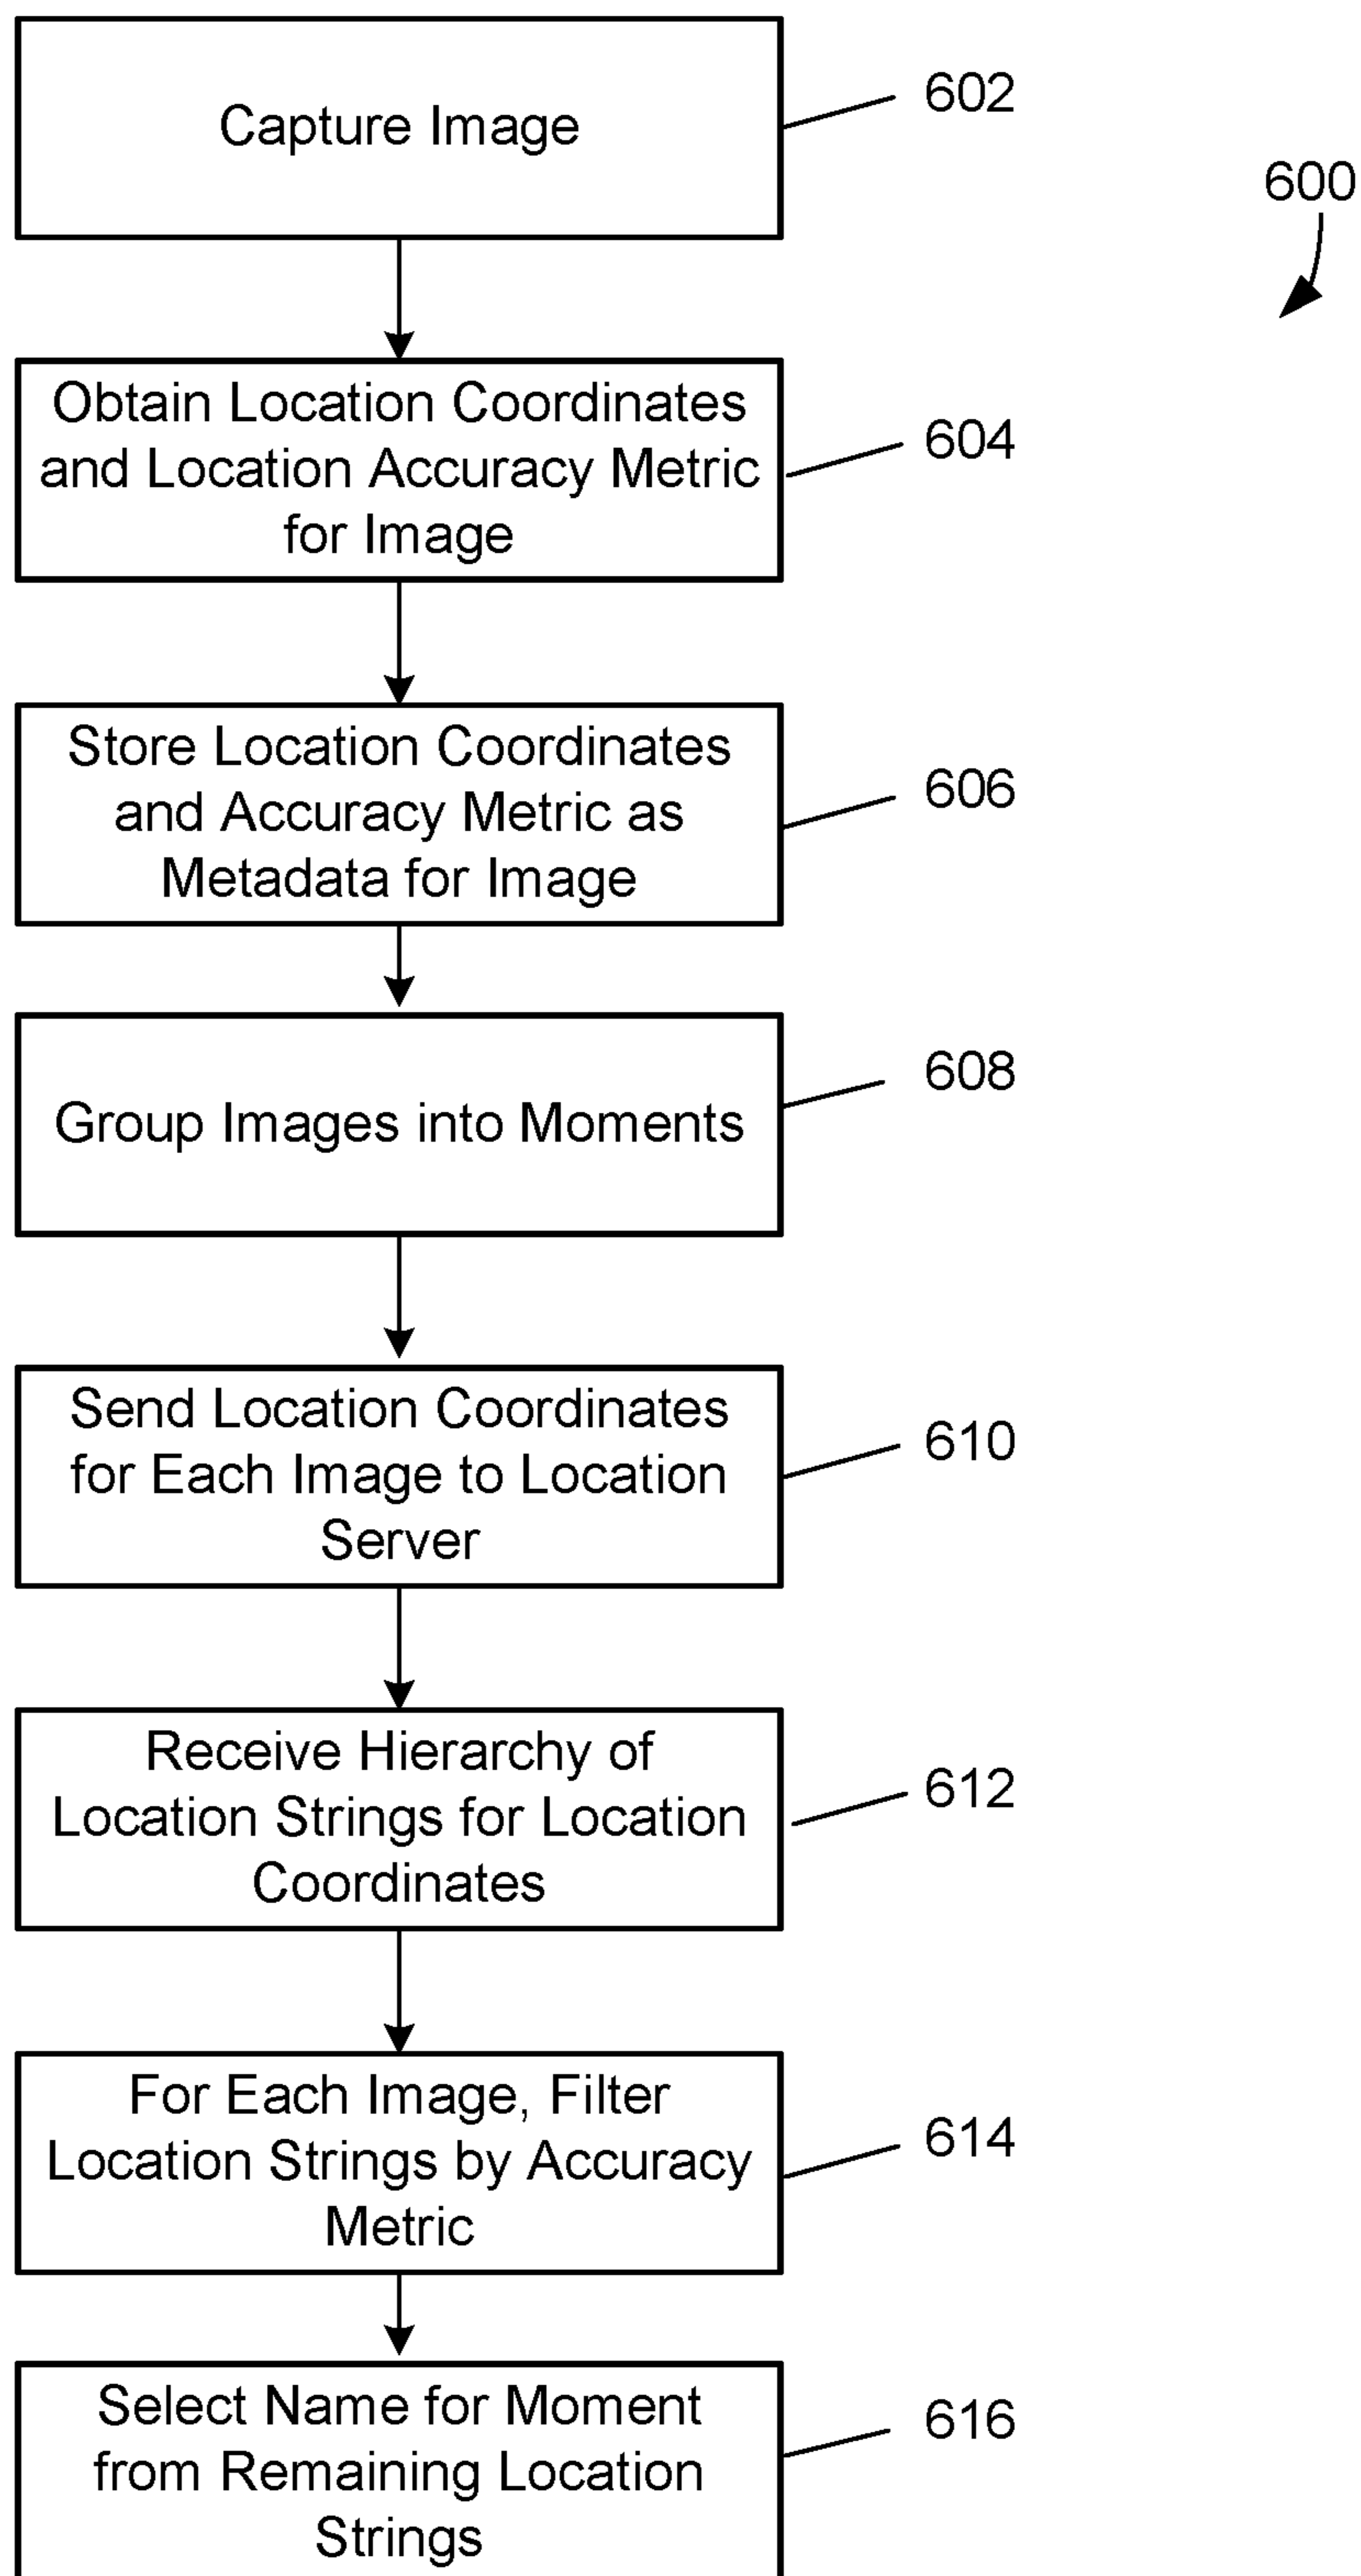 Capture Image
602
600
Obtain Location Coordinates
and Location Accuracy Metric
for Image
604
Store Location Coordinates
and Accuracy Metric as
Metadata for Image
606
Group Images into Moments
608
Send Location Coordinates
for Each Image to Location
Server
610
Receive Hierarchy of
Location Strings for Location
Coordinates
612
For Each Image, Filter
Location Strings by Accuracy
Metric
614
Select Name for Moment
from Remaining Location
Strings
616